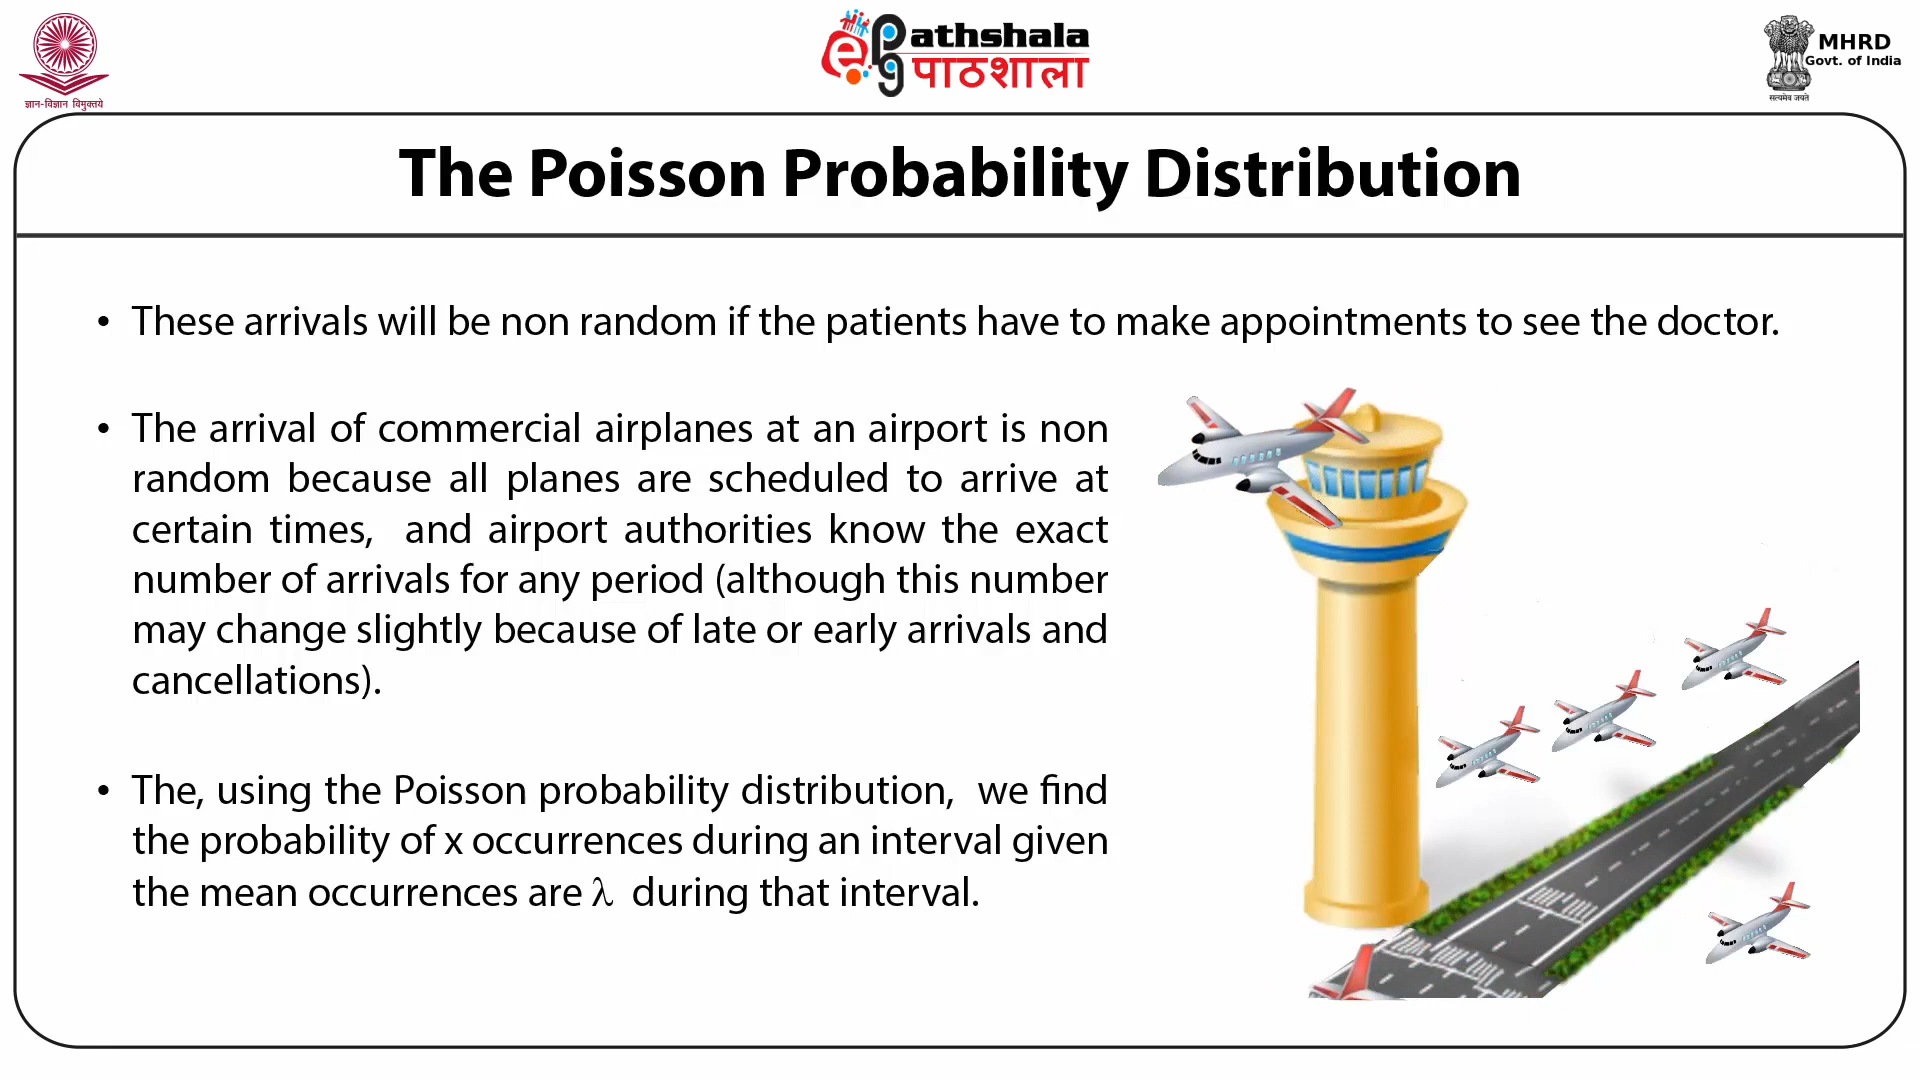 ज्ञान-विज्ञान विमुक्तये
athshala
पाठशाला
MHRD
Govt. of India
सत्यमेव जयते
The Poisson Probability Distribution
• These arrivals will be non random if the patients have to make appointments to see the doctor.
• The arrival of commercial airplanes at an airport is non
random because all planes are scheduled to arrive at
certain times, and airport authorities know the exact
number of arrivals for any period (although this number
may change slightly because of late or early arrivals and
cancellations).
• The, using the Poisson probability distribution, we find
the probability of x occurrences during an interval given
the mean occurrences are λ during that interval.